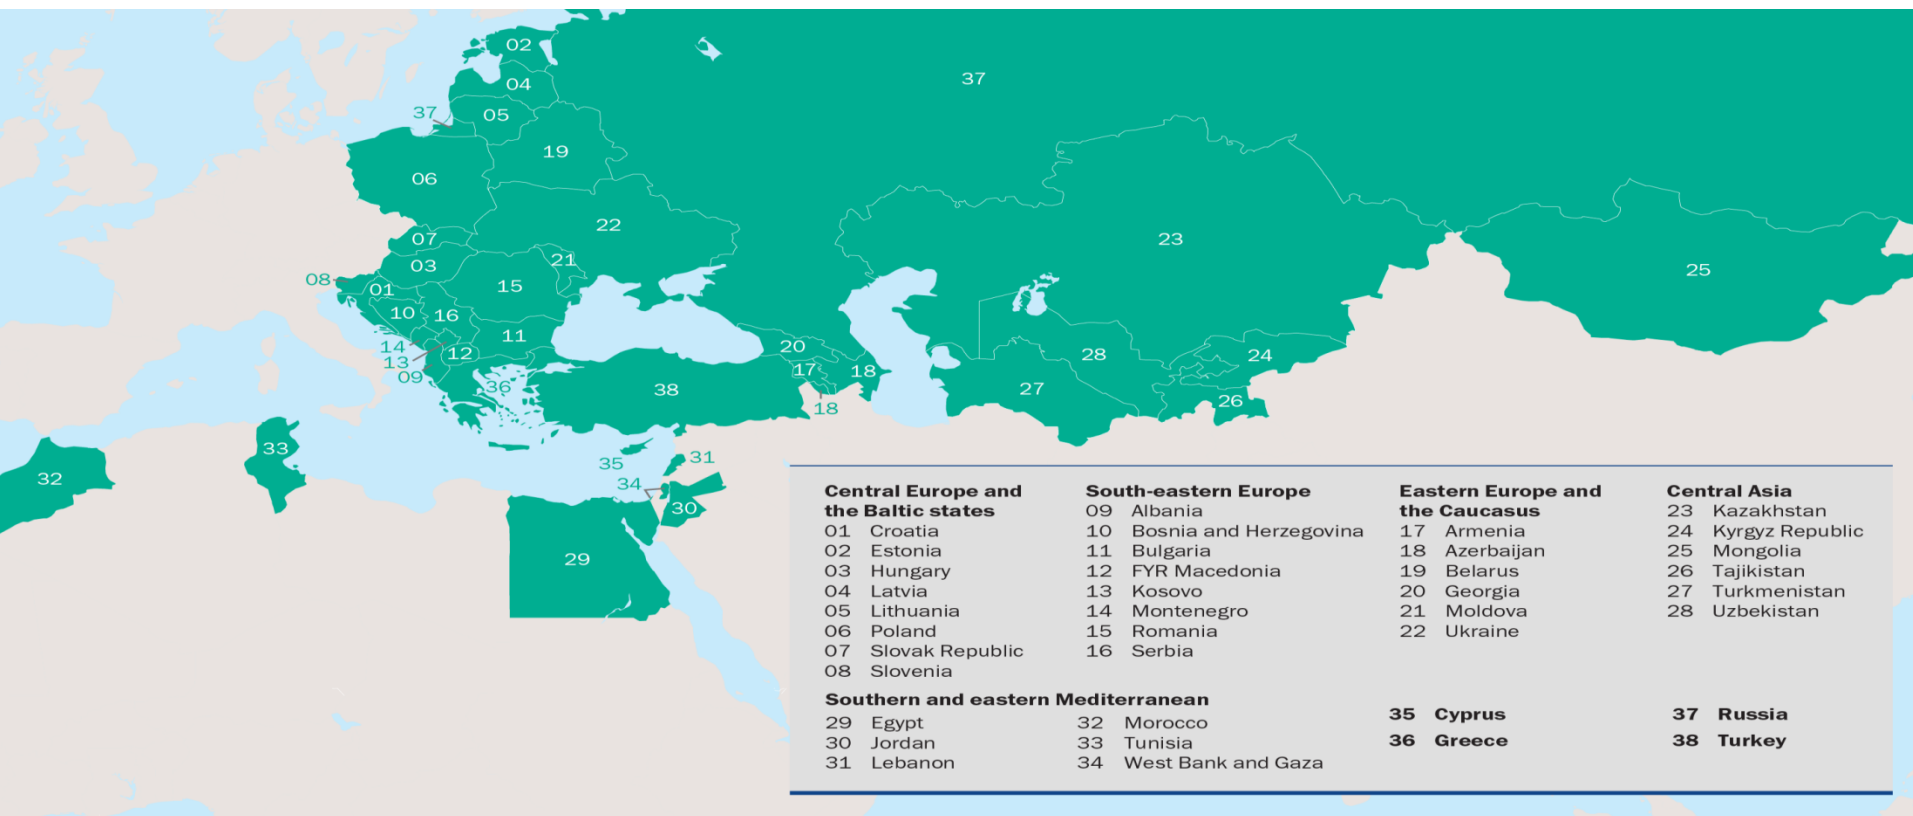 02
04
37
05
37
19
06
22
07
23
03
21
25
08
01
15
10
16
11
14
20
12
28
24
13
17
18
09
36
38
27
26
18
33
31
35
32
34
30
29
Central Europe and
the Baltic states
01 Croatia
02 Estonia
03 Hungary
04 Latvia
05 Lithuania
06 Poland
07 Slovak Republic
08 Slovenia
South-eastern Europe
09 Albania
10 Bosnia and Herzegovina
11 Bulgaria
12 FYR Macedonia
13 Kosovo
14 Montenegro
15 Romania
16 Serbia
Eastern Europe and
the Caucasus
17 Armenia
18 Azerbaijan
19 Belarus
20 Georgia
21 Moldova
22 Ukraine
Central Asia
23 Kazakhstan
24 Kyrgyz Republic
25 Mongolia
26 Tajikistan
27 Turkmenistan
28 Uzbekistan
Southern and eastern Mediterranean
29 Egypt
30 Jordan
31 Lebanon
32 Morocco
33 Tunisia
34 West Bank and Gaza
35 Cyprus
36 Greece
37 Russia
38 Turkey